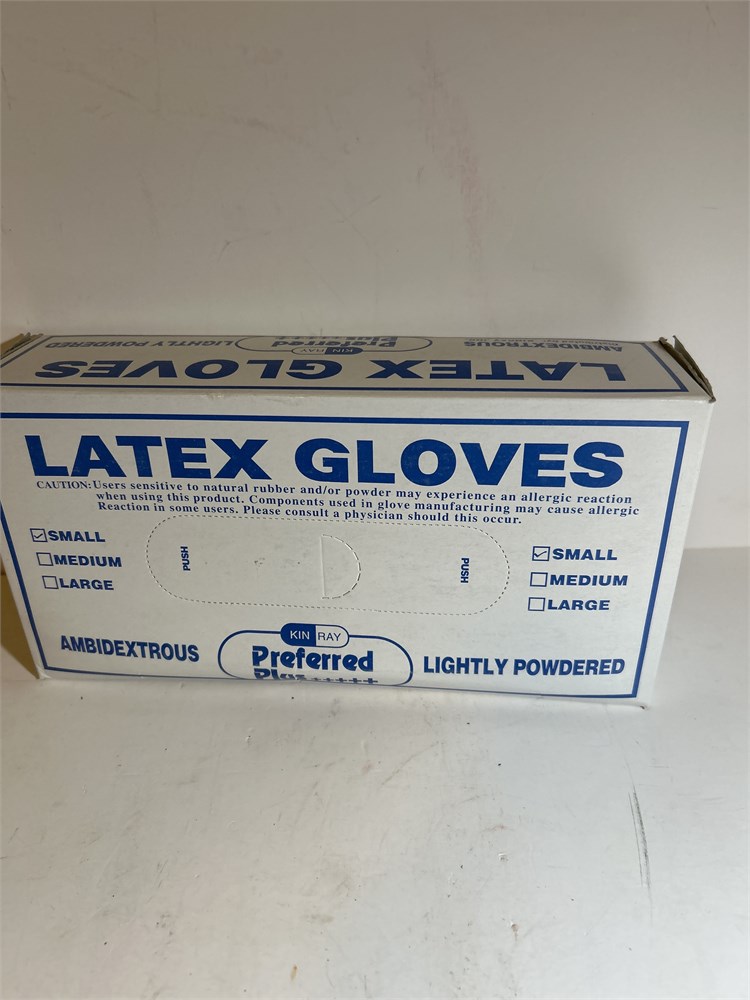 LIGHTLY POWDERED
KIN RAY
Preferred
Plus
AMBIDEXTROUS
LATEX GLOVES
LATEX GLOVES
CAUTION: Users sensitive to natural rubber and/or powder may experience an allergic reaction
when using this product. Components used in glove manufacturing may cause allergic
Reaction in some users. Please consult a physician should this occur.
☑SMALL
☐MEDIUM
☐LARGE
PUSH
PUSH
☑SMALL
☐MEDIUM
☐LARGE
AMBIDEXTROUS
KIN RAY
Preferred
Plus+++++
LIGHTLY POWDERED